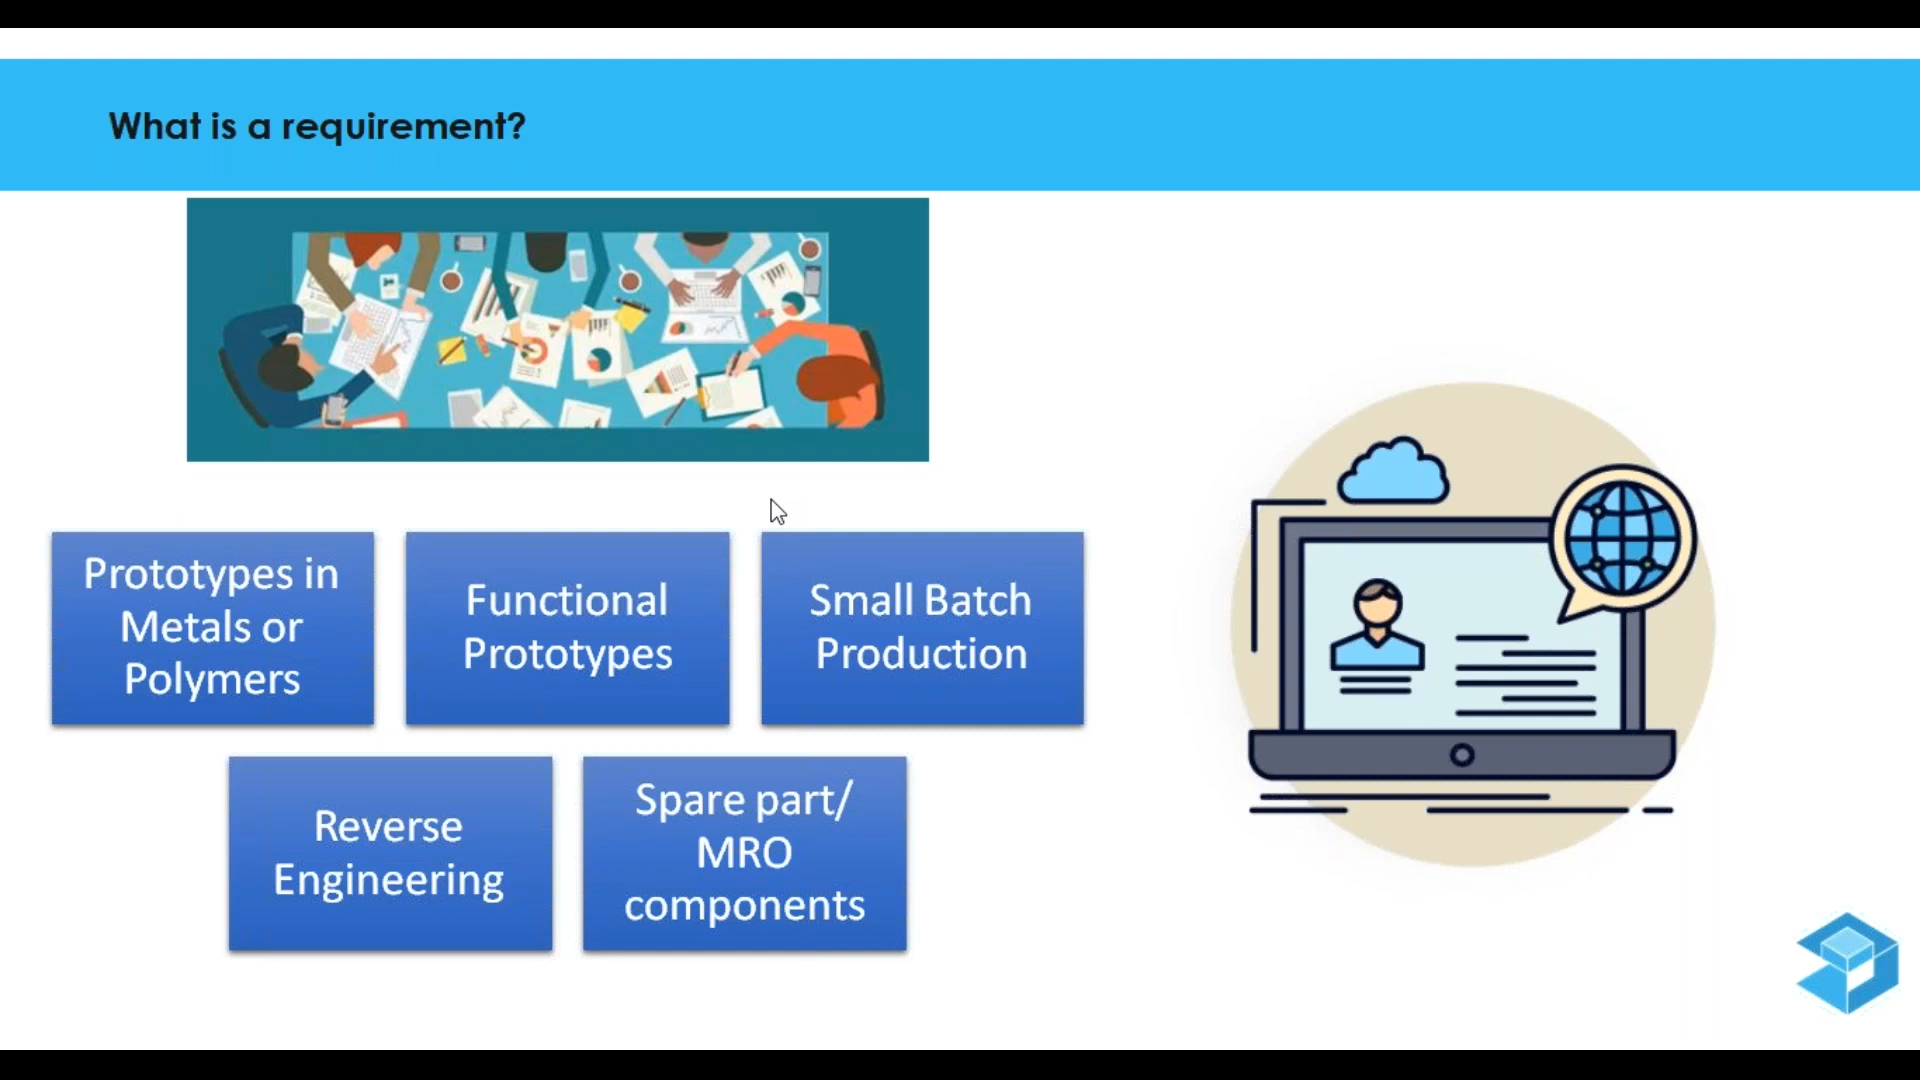 What is a requirement?
Prototypes in
Metals or
Polymers
Functional
Prototypes
Small Batch
Production
Reverse
Engineering
Spare part/
MRO
components